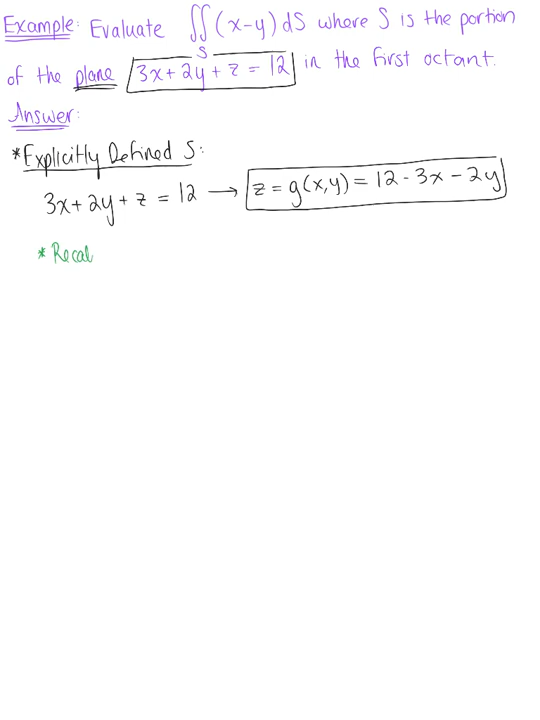 Example: Evaluate ∬_S (x-y) dS where S is the portion
of the plane 3x + 2y + z = 12 in the first octant.
Answer:
*Explicitly Defined S:
3x + 2y + z = 12 → z = g(x,y) = 12 - 3x - 2y
* Recal